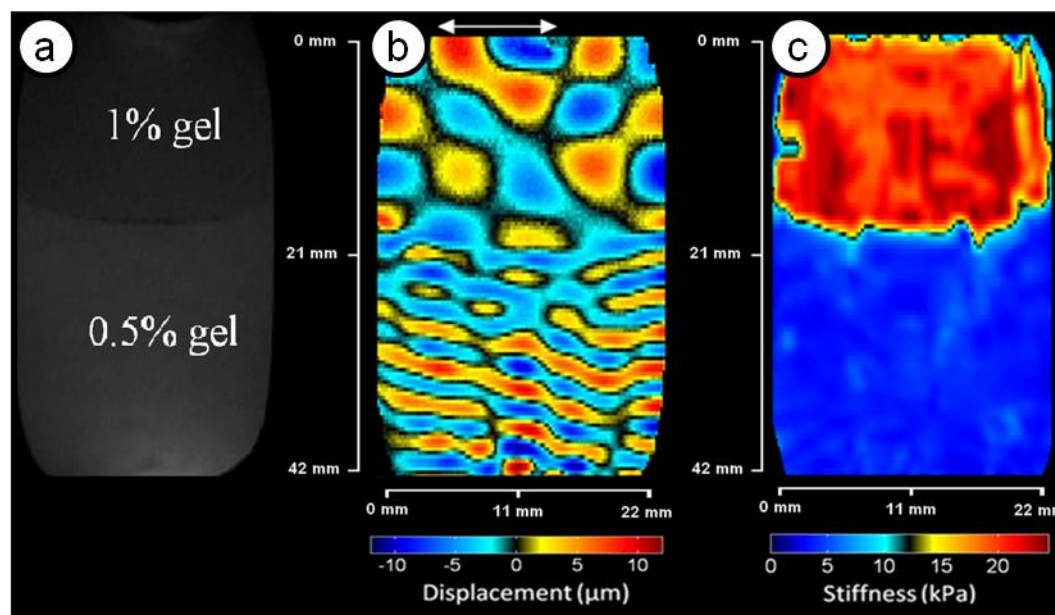 a
1% gel
0.5% gel
b
0 mm
21 mm
42 mm
0 mm
11 mm
22 mm
-10
-5
0
5
10
Displacement (µm)
c
0 mm
21 mm
42 mm
0 mm
11 mm
22 mm
0
5
10
15
20
Stiffness (kPa)